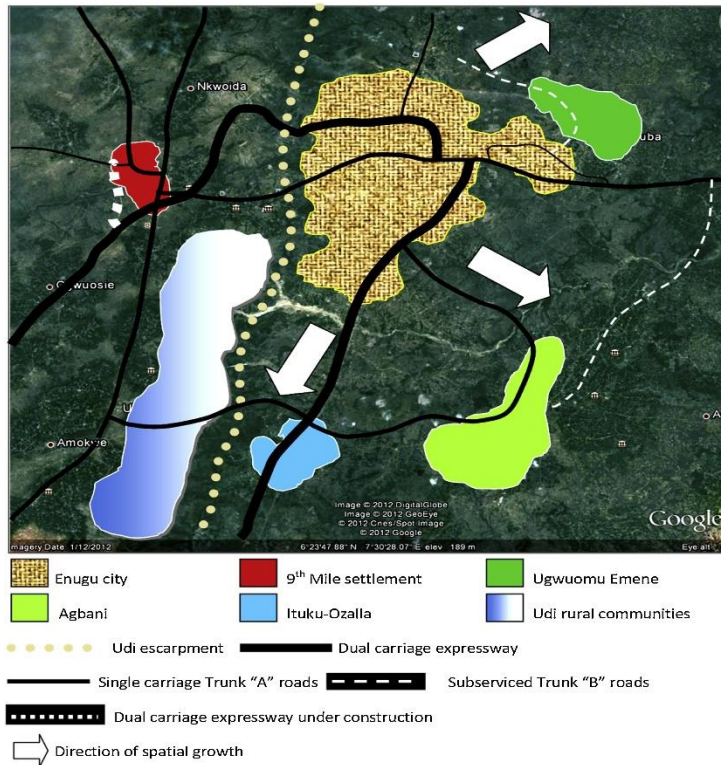 Nkwoida
uba
Amokwe
Image © 2012 DigitalGlobe
Image © 2012 GeoEye
© 2012 Cnes/Spot Image
© 2012 Google
Google
magery Date 1/12/2012 6°23'47.88" N 7°30'28.07" E elev 189 m Eye alt
Enugu city 9th Mile settlement Ugwuomu Emene
Agbani Ituku-Ozalla Udi rural communities
Udi escarpment Dual carriage expressway
Single carriage Trunk “A” roads Subserviced Trunk “B” roads
Dual carriage expressway under construction
Direction of spatial growth